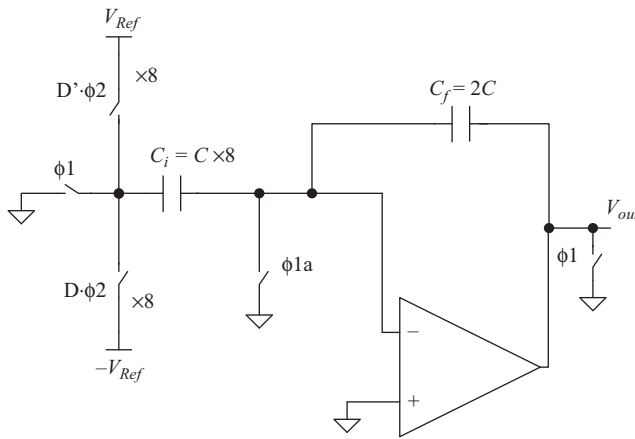 V_Ref
×8
D'·ϕ2
C_f = 2C
ϕ1
C_i = C ×8
V_ou
ϕ1a
ϕ1
D·ϕ2
×8
−V_Ref
−
+